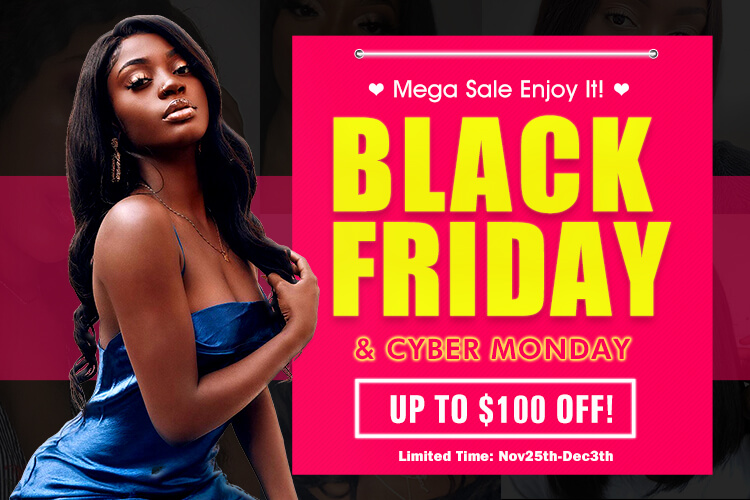 ❤ Mega Sale Enjoy It! ❤
BLACK
FRIDAY
& CYBER MONDAY
UP TO $100 OFF!
Limited Time: Nov25th-Dec3th